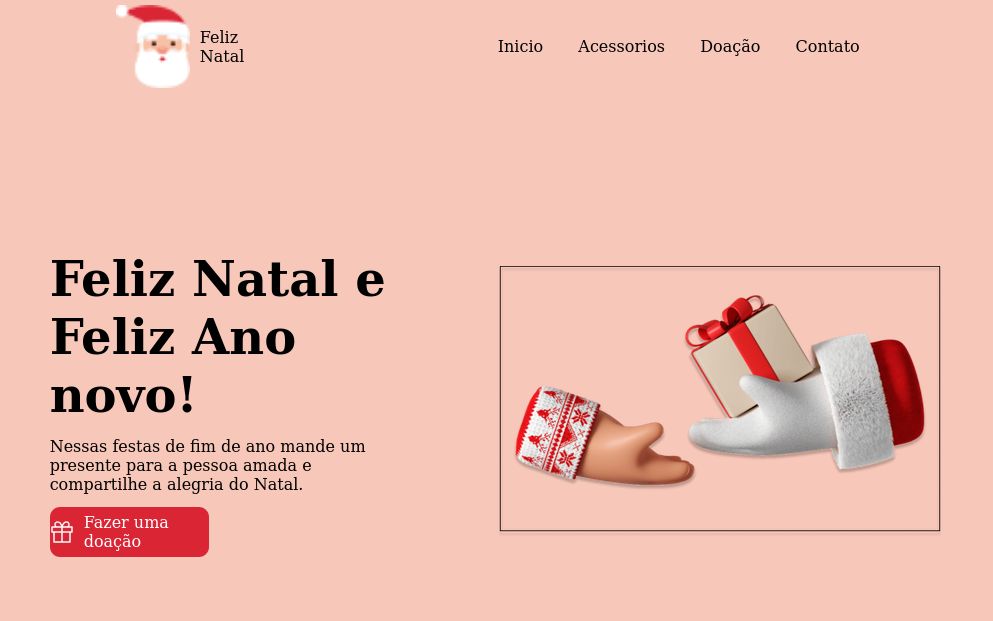 Feliz
Natal
Inicio
Acessorios
Doação
Contato
Feliz Natal e
Feliz Ano
novo!
Nessas festas de fim de ano mande um
presente para a pessoa amada e
compartilhe a alegria do Natal.
Fazer uma
doação